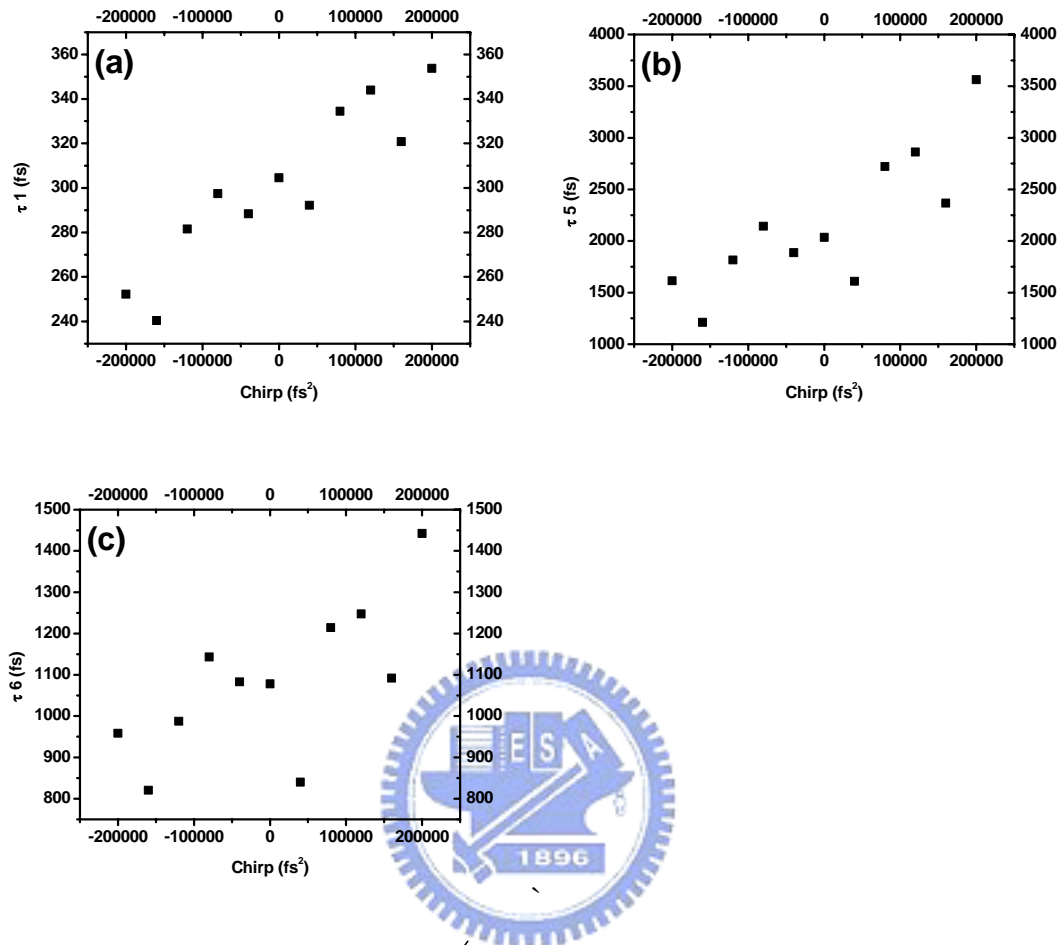 -200000 -100000 0 100000 200000
(a)
360 360
340 340
320 320
300 300
280 280
260 260
240 240
τ 1 (fs)
-200000 -100000 0 100000 200000
Chirp (fs²)
-200000 -100000 0 100000 200000
(b)
4000 4000
3500 3500
3000 3000
2500 2500
2000 2000
1500 1500
1000 1000
τ 5 (fs)
-200000 -100000 0 100000 200000
Chirp (fs²)
-200000 -100000 0 100000 200000
(c)
1500 1500
1400 1400
1300 1300
1200 1200
1100 1100
1000 1000
900 900
800 800
τ 6 (fs)
-200000 -100000 0 100000 200000
Chirp (fs²)
E S A
1896